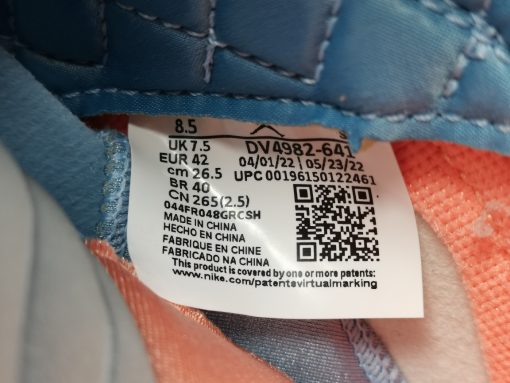 8.5
UK 7.5 DV4982-641
EUR 42 04/01/22 05/23/22
cm 26.5 UPC 00196150122461
BR 40
CN 265(2.5)
044FR048GRCSH
MADE IN CHINA
HECHO EN CHINA
FABRIQUE EN CHINE
FABRICADO NA CHINA
This product is covered by one or more patents:
www.nike.com/patentsvirtualmarking